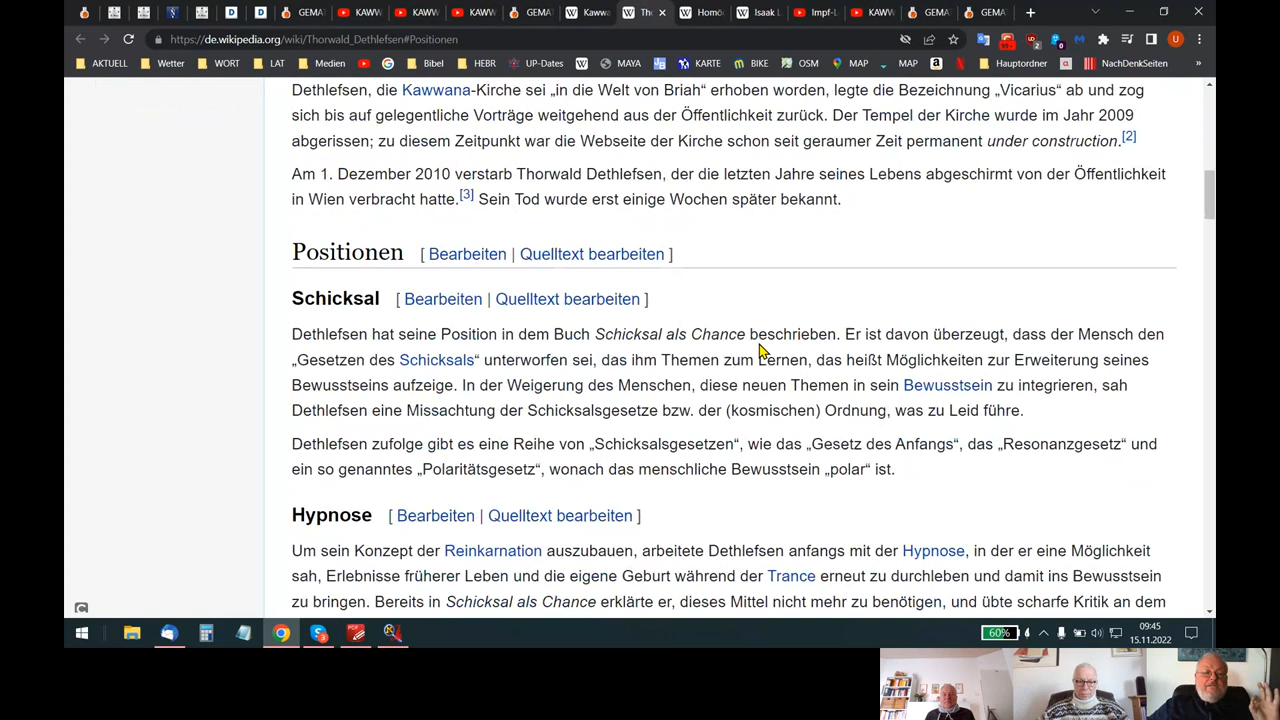 GEMA
KAWW
KAWW
KAWW
GEMA
Kaww
Tho
Homö
Isaak L
Impf-L
KAWW
GEMA
GEMA
https://de.wikipedia.org/wiki/Thorwald_Dethlefsen#Positionen
AKTUELL
Wetter
WORT
LAT
Medien
Bibel
HEBR
UP-Dates
MAYA
KARTE
BIKE
OSM
MAP
MAP
Hauptordner
NachDenkSeiten
»
Dethlefsen, die Kawwana-Kirche sei „in die Welt von Briah“ erhoben worden, legte die Bezeichnung „Vicarius“ ab und zog
sich bis auf gelegentliche Vorträge weitgehend aus der Öffentlichkeit zurück. Der Tempel der Kirche wurde im Jahr 2009
abgerissen; zu diesem Zeitpunkt war die Webseite der Kirche schon seit geraumer Zeit permanent under construction.[2]
Am 1. Dezember 2010 verstarb Thorwald Dethlefsen, der die letzten Jahre seines Lebens abgeschirmt von der Öffentlichkeit
in Wien verbracht hatte.[3] Sein Tod wurde erst einige Wochen später bekannt.
Positionen [ Bearbeiten | Quelltext bearbeiten ]
Schicksal [ Bearbeiten | Quelltext bearbeiten ]
Dethlefsen hat seine Position in dem Buch Schicksal als Chance beschrieben. Er ist davon überzeugt, dass der Mensch den
„Gesetzen des Schicksals“ unterworfen sei, das ihm Themen zum Lernen, das heißt Möglichkeiten zur Erweiterung seines
Bewusstseins aufzeige. In der Weigerung des Menschen, diese neuen Themen in sein Bewusstsein zu integrieren, sah
Dethlefsen eine Missachtung der Schicksalsgesetze bzw. der (kosmischen) Ordnung, was zu Leid führe.
Dethlefsen zufolge gibt es eine Reihe von „Schicksalsgesetzen“, wie das „Gesetz des Anfangs“, das „Resonanzgesetz“ und
ein so genanntes „Polaritätsgesetz“, wonach das menschliche Bewusstsein „polar“ ist.
Hypnose [ Bearbeiten | Quelltext bearbeiten ]
Um sein Konzept der Reinkarnation auszubauen, arbeitete Dethlefsen anfangs mit der Hypnose, in der er eine Möglichkeit
sah, Erlebnisse früherer Leben und die eigene Geburt während der Trance erneut zu durchleben und damit ins Bewusstsein
zu bringen. Bereits in Schicksal als Chance erklärte er, dieses Mittel nicht mehr zu benötigen, und übte scharfe Kritik an dem
60%
09:45
15.11.2022